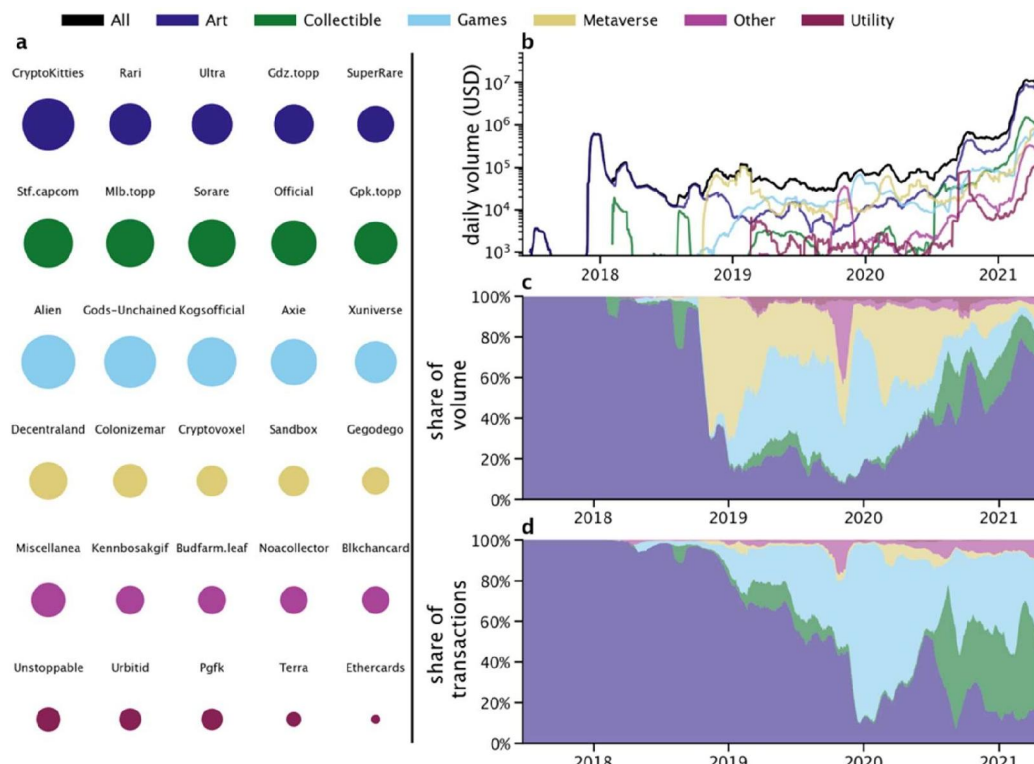 All Art Collectible Games Metaverse Other Utility
a
CryptoKitties Rari Ultra Gdz.topp SuperRare
Stf.capcom Mlb.topp Sorare Official Gpk.topp
Alien Gods-Unchained Kogsofficial Axie Xuniverse
Decentraland Colonizemar Cryptovoxel Sandbox Gegodego
Miscellanea Kennbosakgif Budfarm.leaf Noacollector Blkchancard
Unstoppable Urbitid Pgfk Terra Ethercards
b
daily volume (USD)
10⁷
10⁶
10⁵
10⁴
10³
2018 2019 2020 2021
c
share of
volume
100%
80%
60%
40%
20%
0%
2018 2019 2020 2021
d
share of
transactions
100%
80%
60%
40%
20%
0%
2018 2019 2020 2021